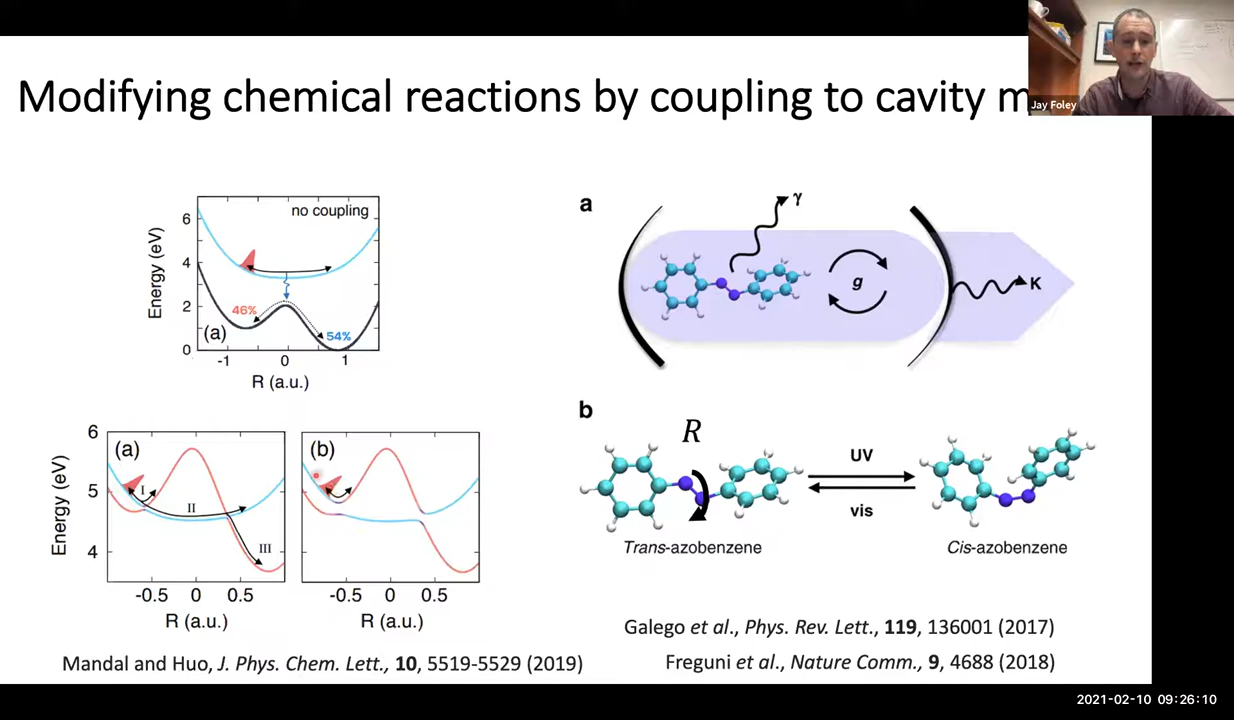 Modifying chemical reactions by coupling to cavity m
Jay Foley
no coupling
Energy (eV)
6
4
2
0
46%
54%
(a)
-1
0
1
R (a.u.)
a
γ
g
K
b
R
UV
vis
Trans-azobenzene
Cis-azobenzene
Energy (eV)
6
5
4
(a)
I
II
III
-0.5
0
0.5
R (a.u.)
(b)
-0.5
0
0.5
R (a.u.)
Galego et al., Phys. Rev. Lett., 119, 136001 (2017)
Mandal and Huo, J. Phys. Chem. Lett., 10, 5519-5529 (2019)
Freguni et al., Nature Comm., 9, 4688 (2018)
2021-02-10 09:26:10